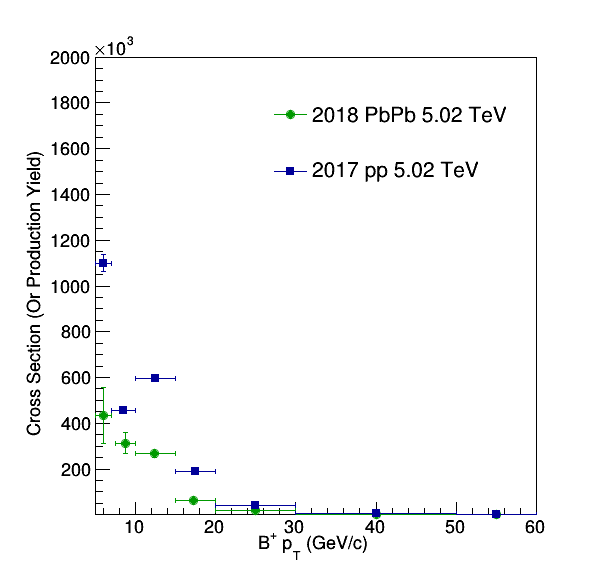 ×10³
2000
1800
1600
1400
1200
1000
800
600
400
200
Cross Section (Or Production Yield)
2018 PbPb 5.02 TeV
2017 pp 5.02 TeV
10 20 30 40 50 60
B⁺ p_T (GeV/c)